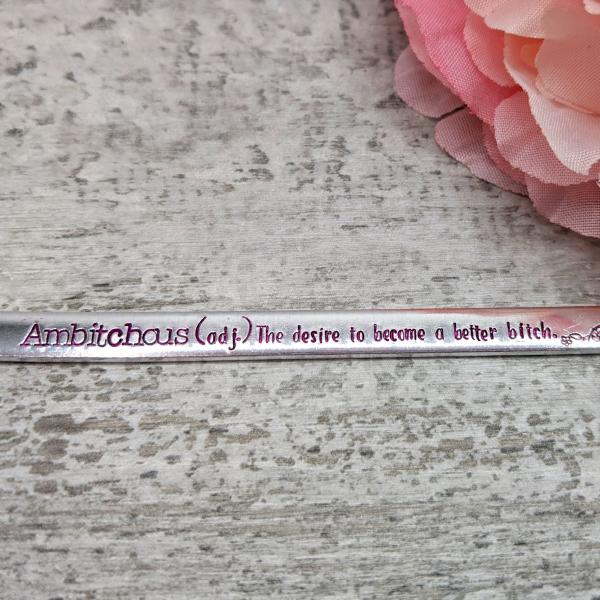 Ambitchous (adj.) The desire to become a better bitch.